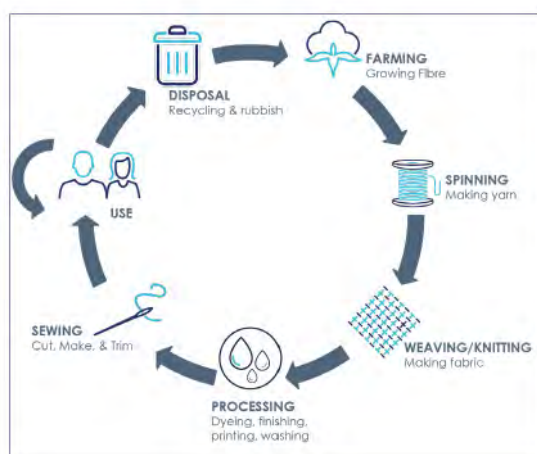 FARMING
Growing Fibre
SPINNING
Making yarn
WEAVING/KNITTING
Making fabric
PROCESSING
Dyeing, finishing,
printing, washing
SEWING
Cut, Make, & Trim
USE
DISPOSAL
Recycling & rubbish